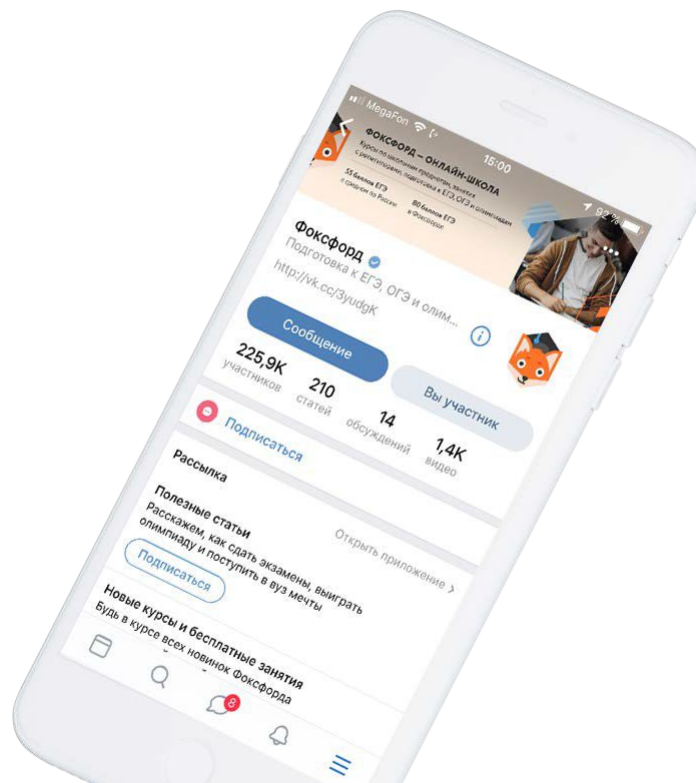 MegaFon
15:00
92 %
ФОКСФОРД – ОНЛАЙН-ШКОЛА
Курсы по школьным предметам, занятия
с репетиторами, подготовка к ЕГЭ, ОГЭ и олимпиадам
55 баллов ЕГЭ
в среднем по России
80 баллов ЕГЭ
в Фоксфорде
Фоксфорд
Подготовка к ЕГЭ, ОГЭ и олим...
http://vk.cc/3yudgK
Сообщение
Вы участник
225,9K
участников
210
статей
14
обсуждений
1,4K
видео
Подписаться
Рассылка
Открыть приложение
Полезные статьи
Расскажем, как сдать экзамены, выиграть
олимпиаду и поступить в вуз мечты
Подписаться
Новые курсы и бесплатные занятия
Будь в курсе всех новинок Фоксфорда
8